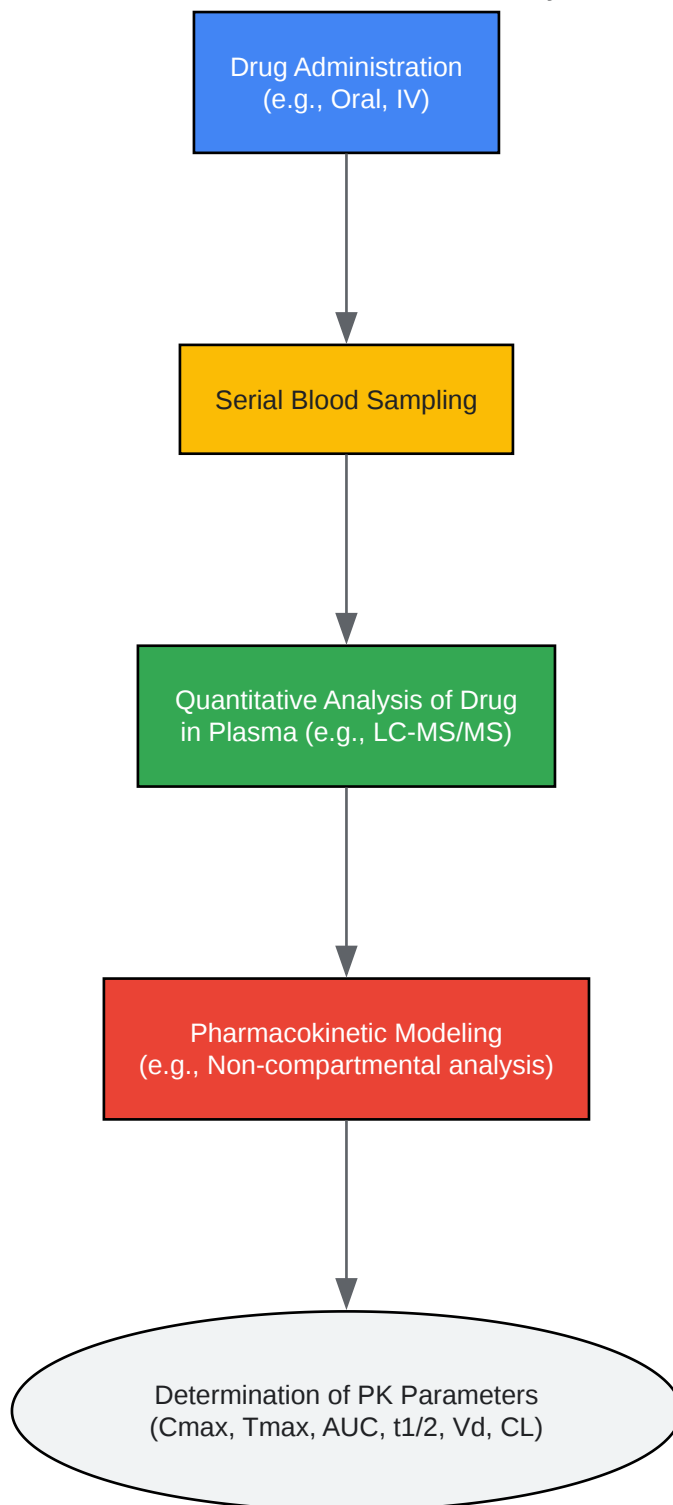 Drug Administration
(e.g., Oral, IV)
Serial Blood Sampling
Quantitative Analysis of Drug
in Plasma (e.g., LC-MS/MS)
Pharmacokinetic Modeling
(e.g., Non-compartmental analysis)
Determination of PK Parameters
(Cmax, Tmax, AUC, t1/2, Vd, CL)